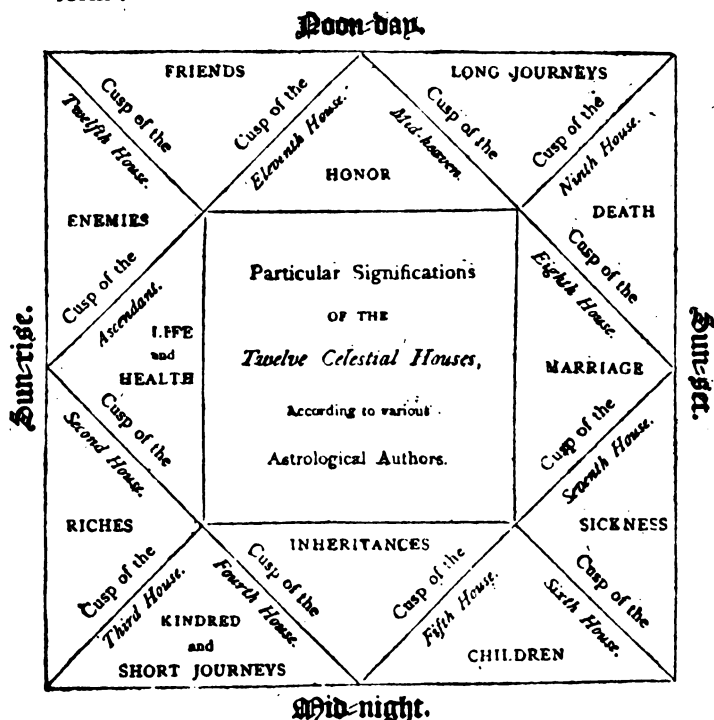 Noon-day.
FRIENDS
LONG JOURNEYS
Cusp of the
Twelfth House.
Cusp of the
Eleventh House.
Cusp of the
Mid-heaven.
Cusp of the
Ninth House.
HONOR
ENEMIES
DEATH
Cusp of the
Ascendant.
Cusp of the
Eighth House.
Particular Significations
OF THE
Twelve Celestial Houses,
According to various
Astrological Authors.
Sun-rise.
Sun-set.
LIFE
and
HEALTH
MARRIAGE
Cusp of the
Second House.
Cusp of the
Seventh House.
RICHES
SICKNESS
INHERITANCES
Cusp of the
Third House.
Cusp of the
Fourth House.
Cusp of the
Fifth House.
Cusp of the
Sixth House.
KINDRED
and
SHORT JOURNEYS
CHILDREN
Mid-night.